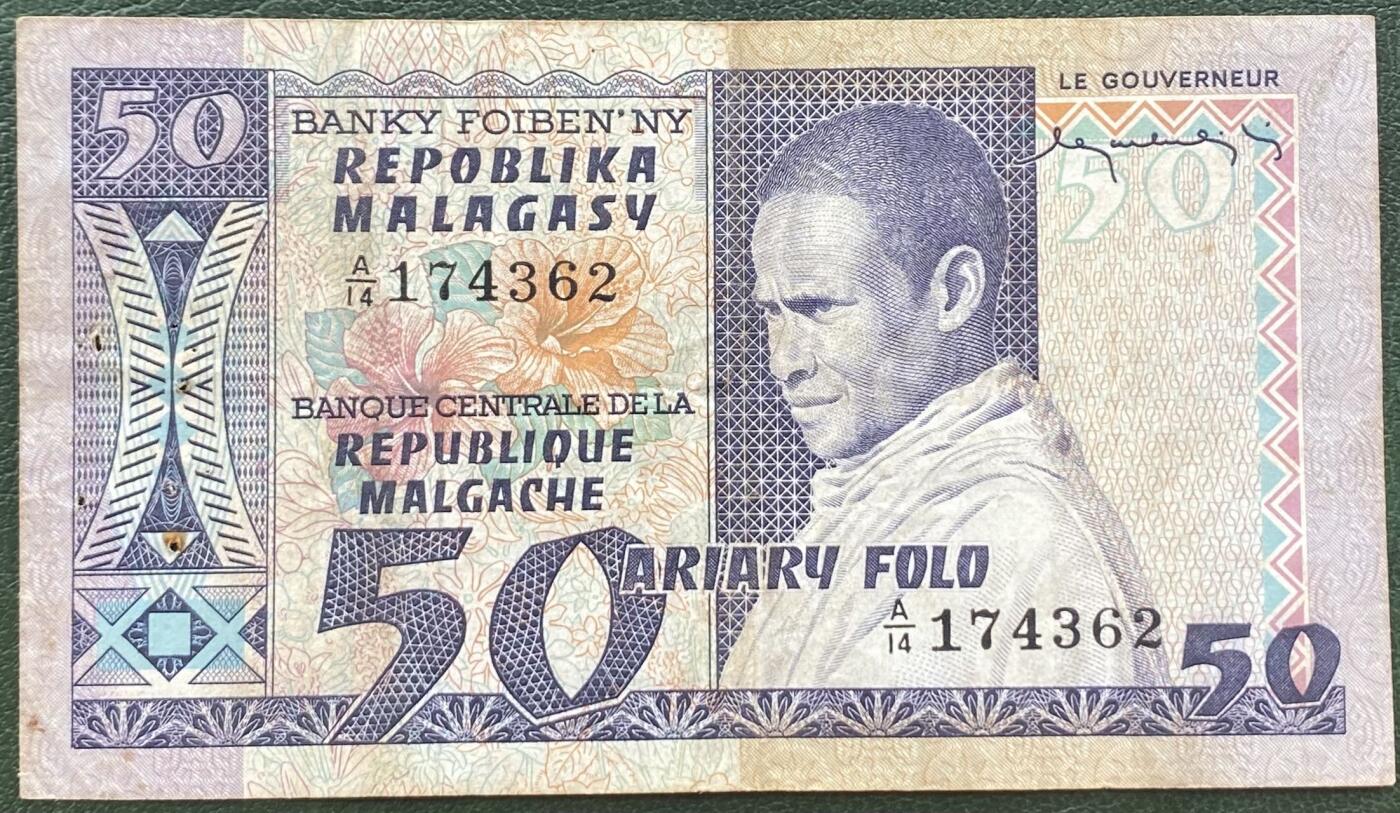 50
BANKY FOIBEN'NY
REPOBLIKA
MALAGASY
A/14 174362
BANQUE CENTRALE DE LA
REPUBLIQUE
MALGACHE
50 ARIARY FOLO
LE GOUVERNEUR
50
A/14 174362
50